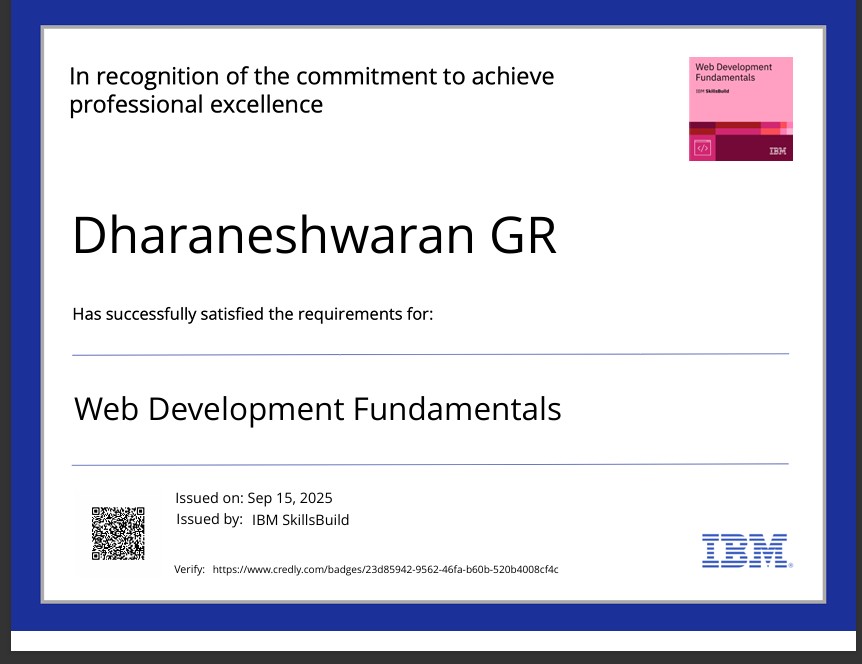 In recognition of the commitment to achieve
professional excellence
Web Development
Fundamentals
IBM SkillsBuild
</>
IBM
Dharaneshwaran GR
Has successfully satisfied the requirements for:
Web Development Fundamentals
Issued on: Sep 15, 2025
Issued by: IBM SkillsBuild
Verify: https://www.credly.com/badges/23d85942-9562-46fa-b60b-520b4008cf4c
IBM®